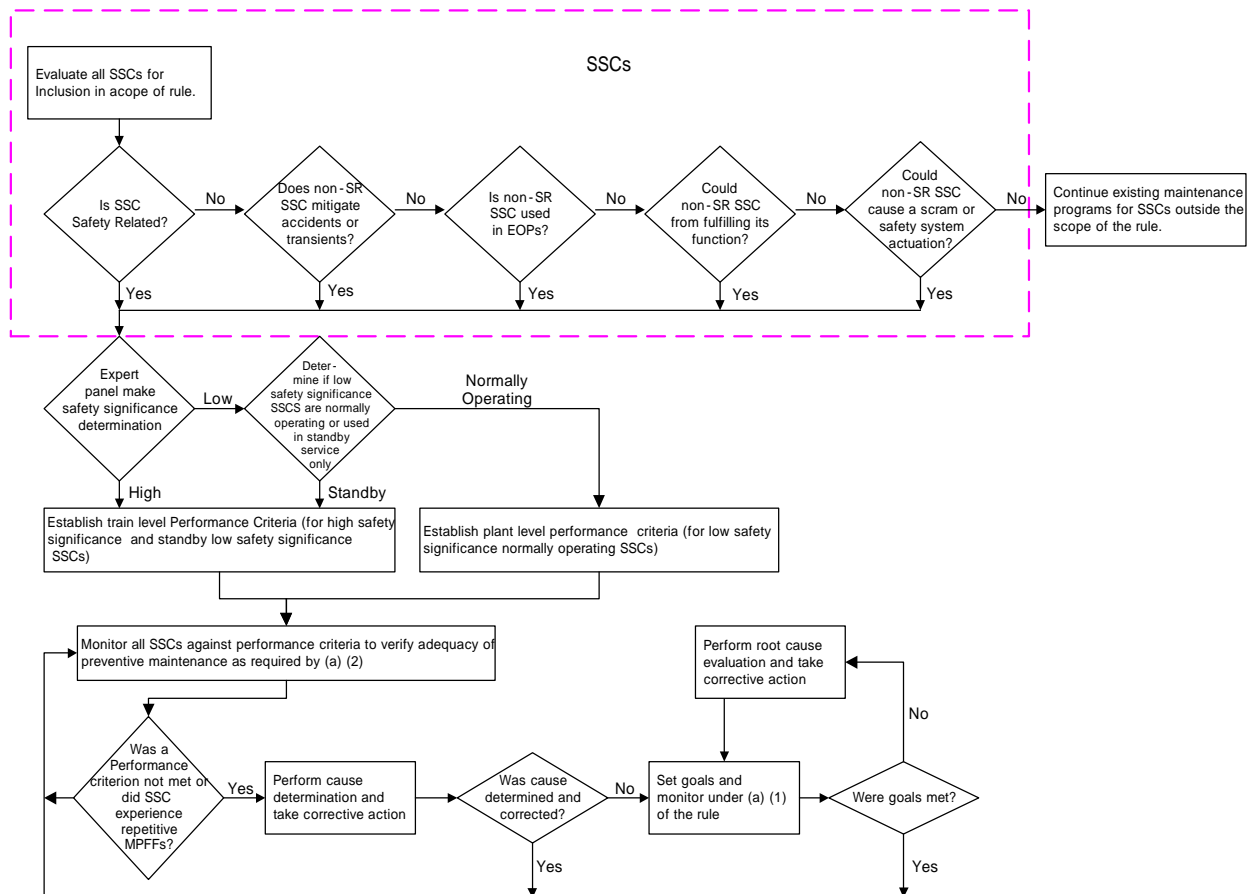 SSCs
Evaluate all SSCs for
Inclusion in acope of rule.
Is SSC
Safety Related?
No
Does non-SR
SSC mitigate
accidents or
transients?
No
Is non-SR
SSC used
in EOPs?
No
Could
non-SR SSC
from fulfilling its
function?
No
Could
non-SR SSC
cause a scram or
safety system
actuation?
No
Continue existing maintenance
programs for SSCs outside the
scope of the rule.
Yes
Yes
Yes
Yes
Yes
Expert
panel make
safety significance
determination
Low
Deter-
mine if low
safety significance
SSCS are normally
operating or used
in standby
service
only
Normally
Operating
High
Standby
Establish train level Performance Criteria (for high safety
significance and standby low safety significance
SSCs)
Establish plant level performance criteria (for low safety
significance normally operating SSCs)
Monitor all SSCs against performance criteria to verify adequacy of
preventive maintenance as required by (a) (2)
Perform root cause
evaluation and take
corrective action
No
Was a
Performance
criterion not met or
did SSC
experience
repetitive
MPFFs?
Yes
Perform cause
determination and
take corrective action
Was cause
determined and
corrected?
No
Set goals and
monitor under (a) (1)
of the rule
Were goals met?
Yes
Yes